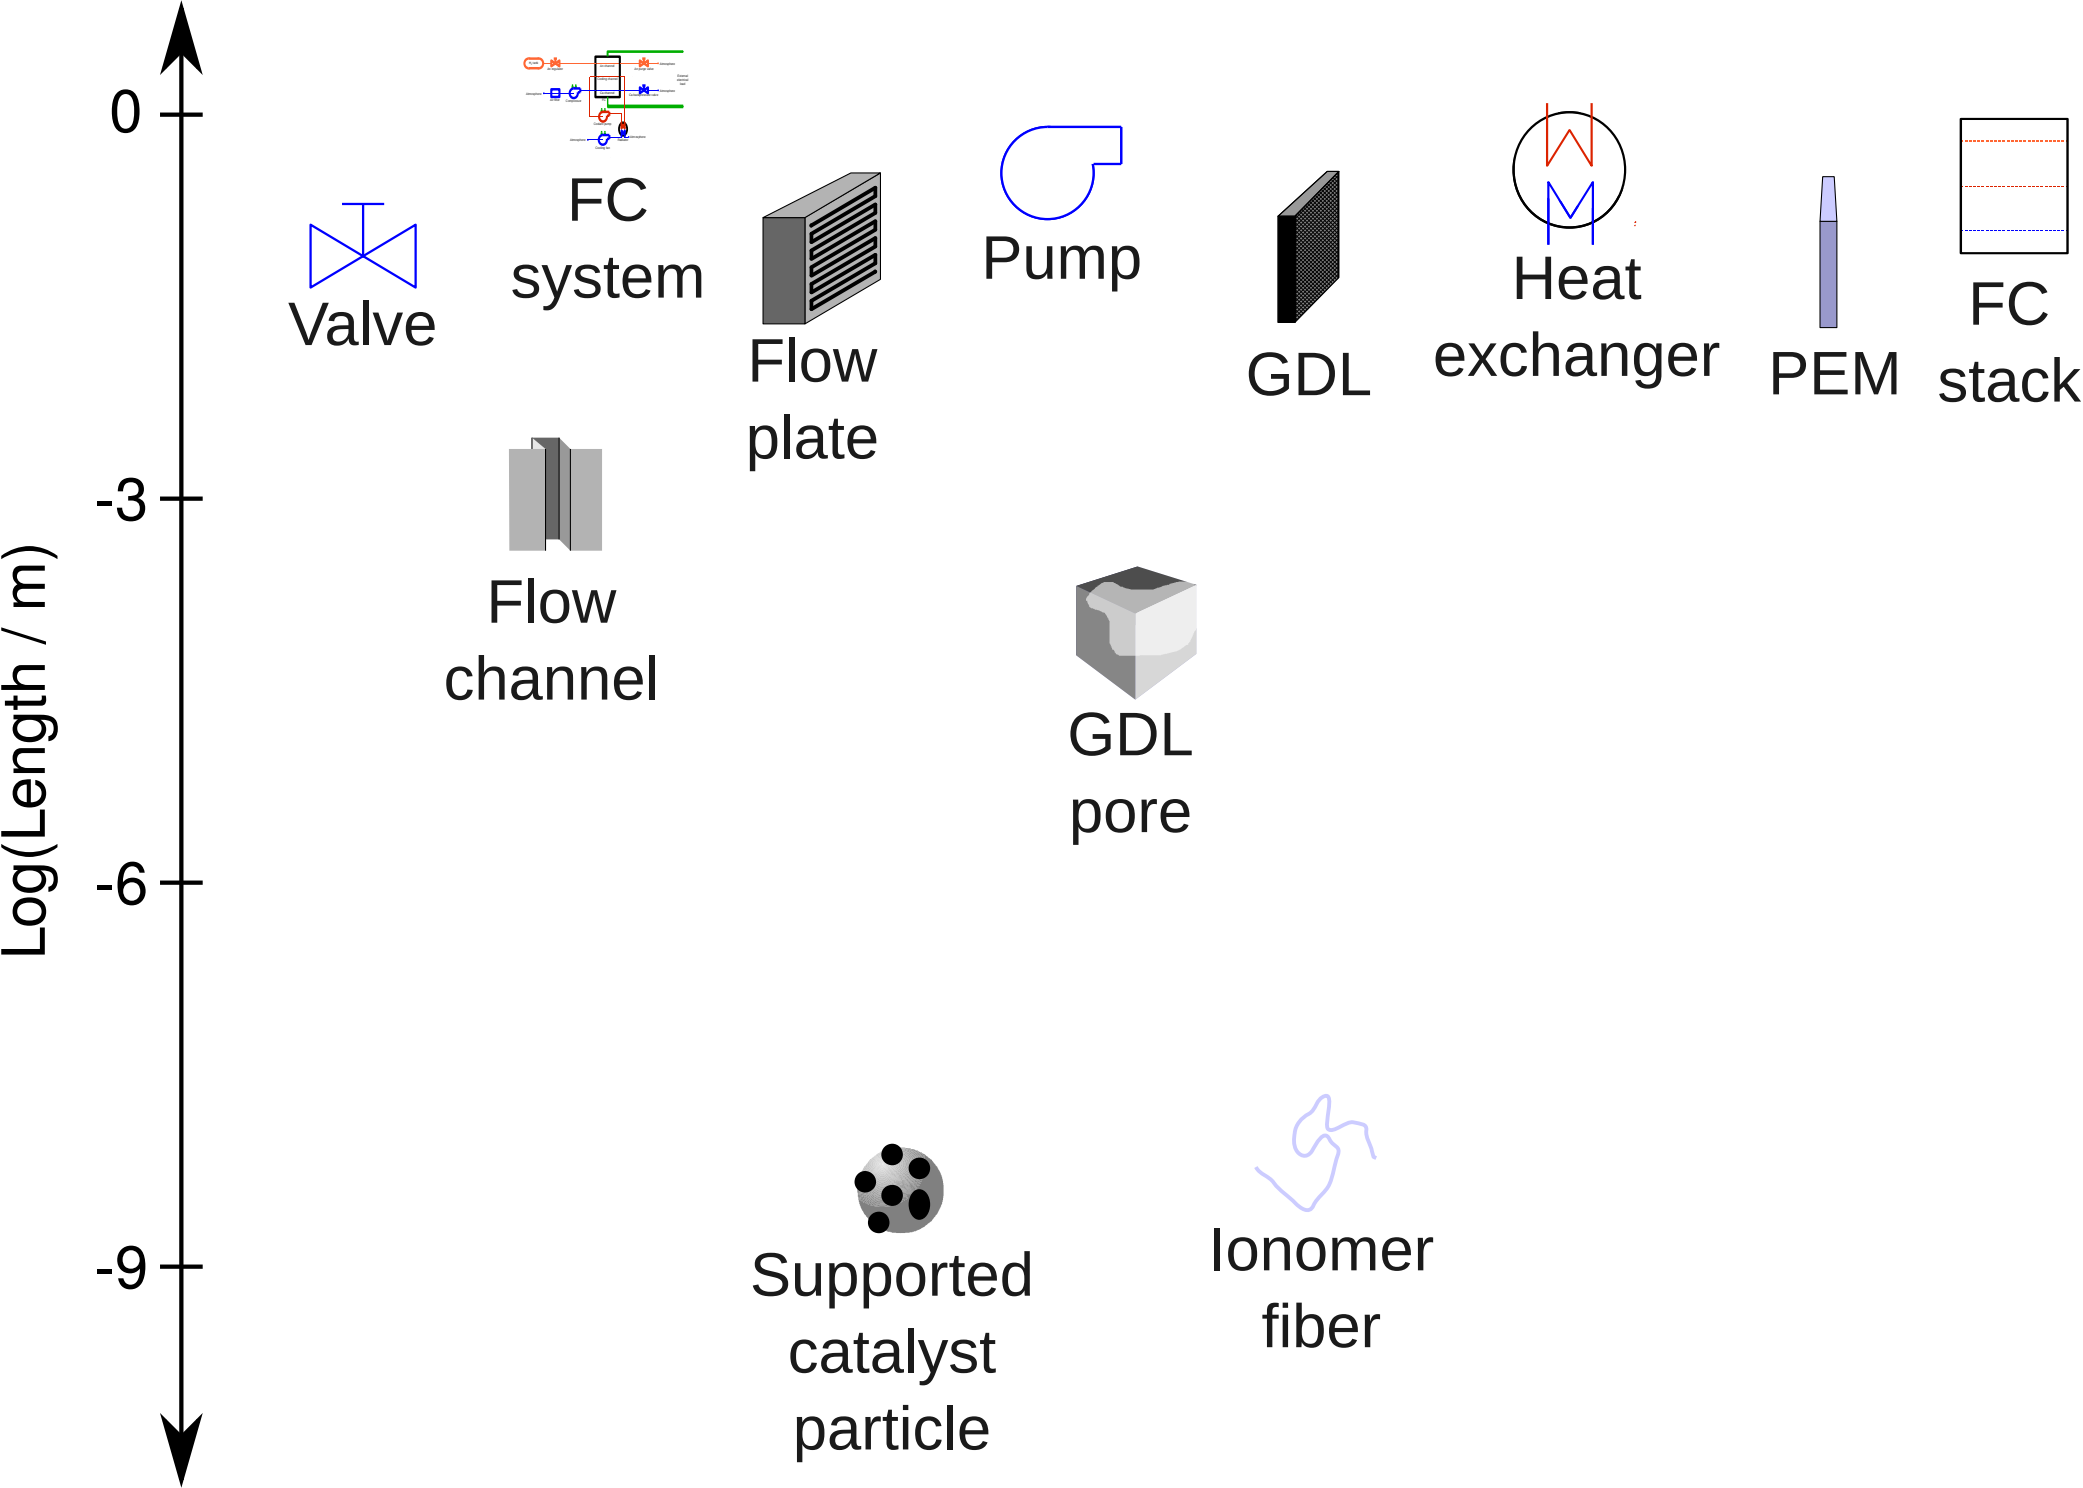 0
-3
-6
-9
Log(Length / m)
Valve
FC
system
Flow
plate
Pump
GDL
Heat
exchanger
PEM
FC
stack
Flow
channel
GDL
pore
Supported
catalyst
particle
Ionomer
fiber